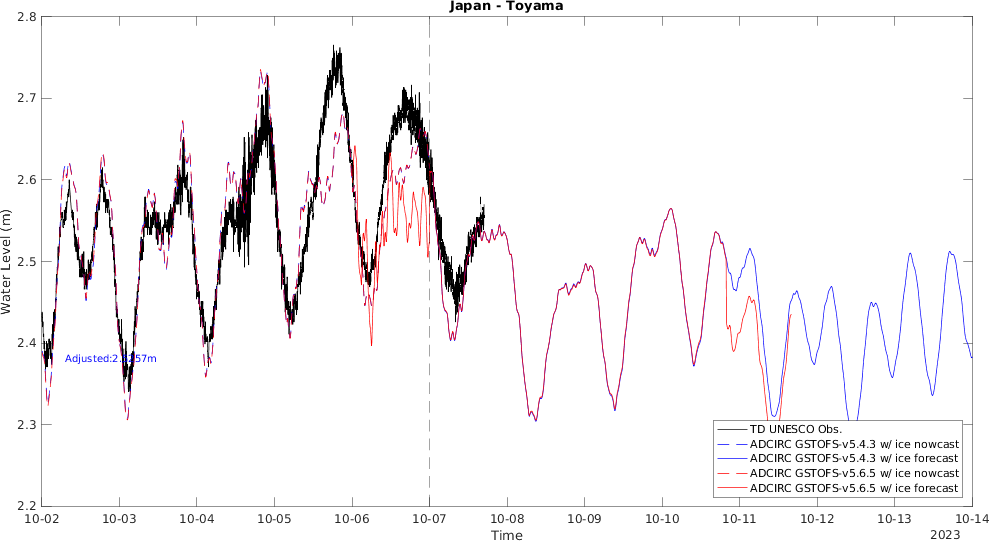 Japan - Toyama
2.8
2.7
2.6
2.5
2.4
2.3
2.2
Water Level (m)
10-02 10-03 10-04 10-05 10-06 10-07 10-08 10-09 10-10 10-11 10-12 10-13 10-14
Time
2023
TD UNESCO Obs.
ADCIRC GSTOFS-v5.4.3 w/ ice nowcast
ADCIRC GSTOFS-v5.4.3 w/ ice forecast
ADCIRC GSTOFS-v5.6.5 w/ ice nowcast
ADCIRC GSTOFS-v5.6.5 w/ ice forecast